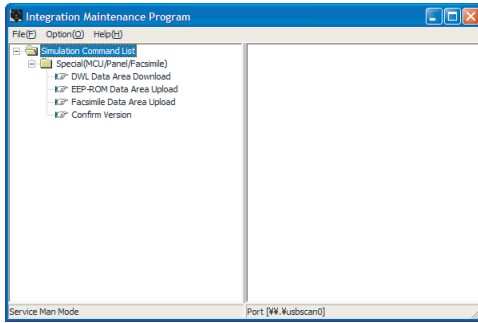 Integration Maintenance Program
File(F) Option(O) Help(H)
Simulation Command List
Special(MCU/Panel/Facsimile)
DWL Data Area Download
EEP-ROM Data Area Upload
Facsimile Data Area Upload
Confirm Version
Service Man Mode Port [¥¥.¥usbscan0]